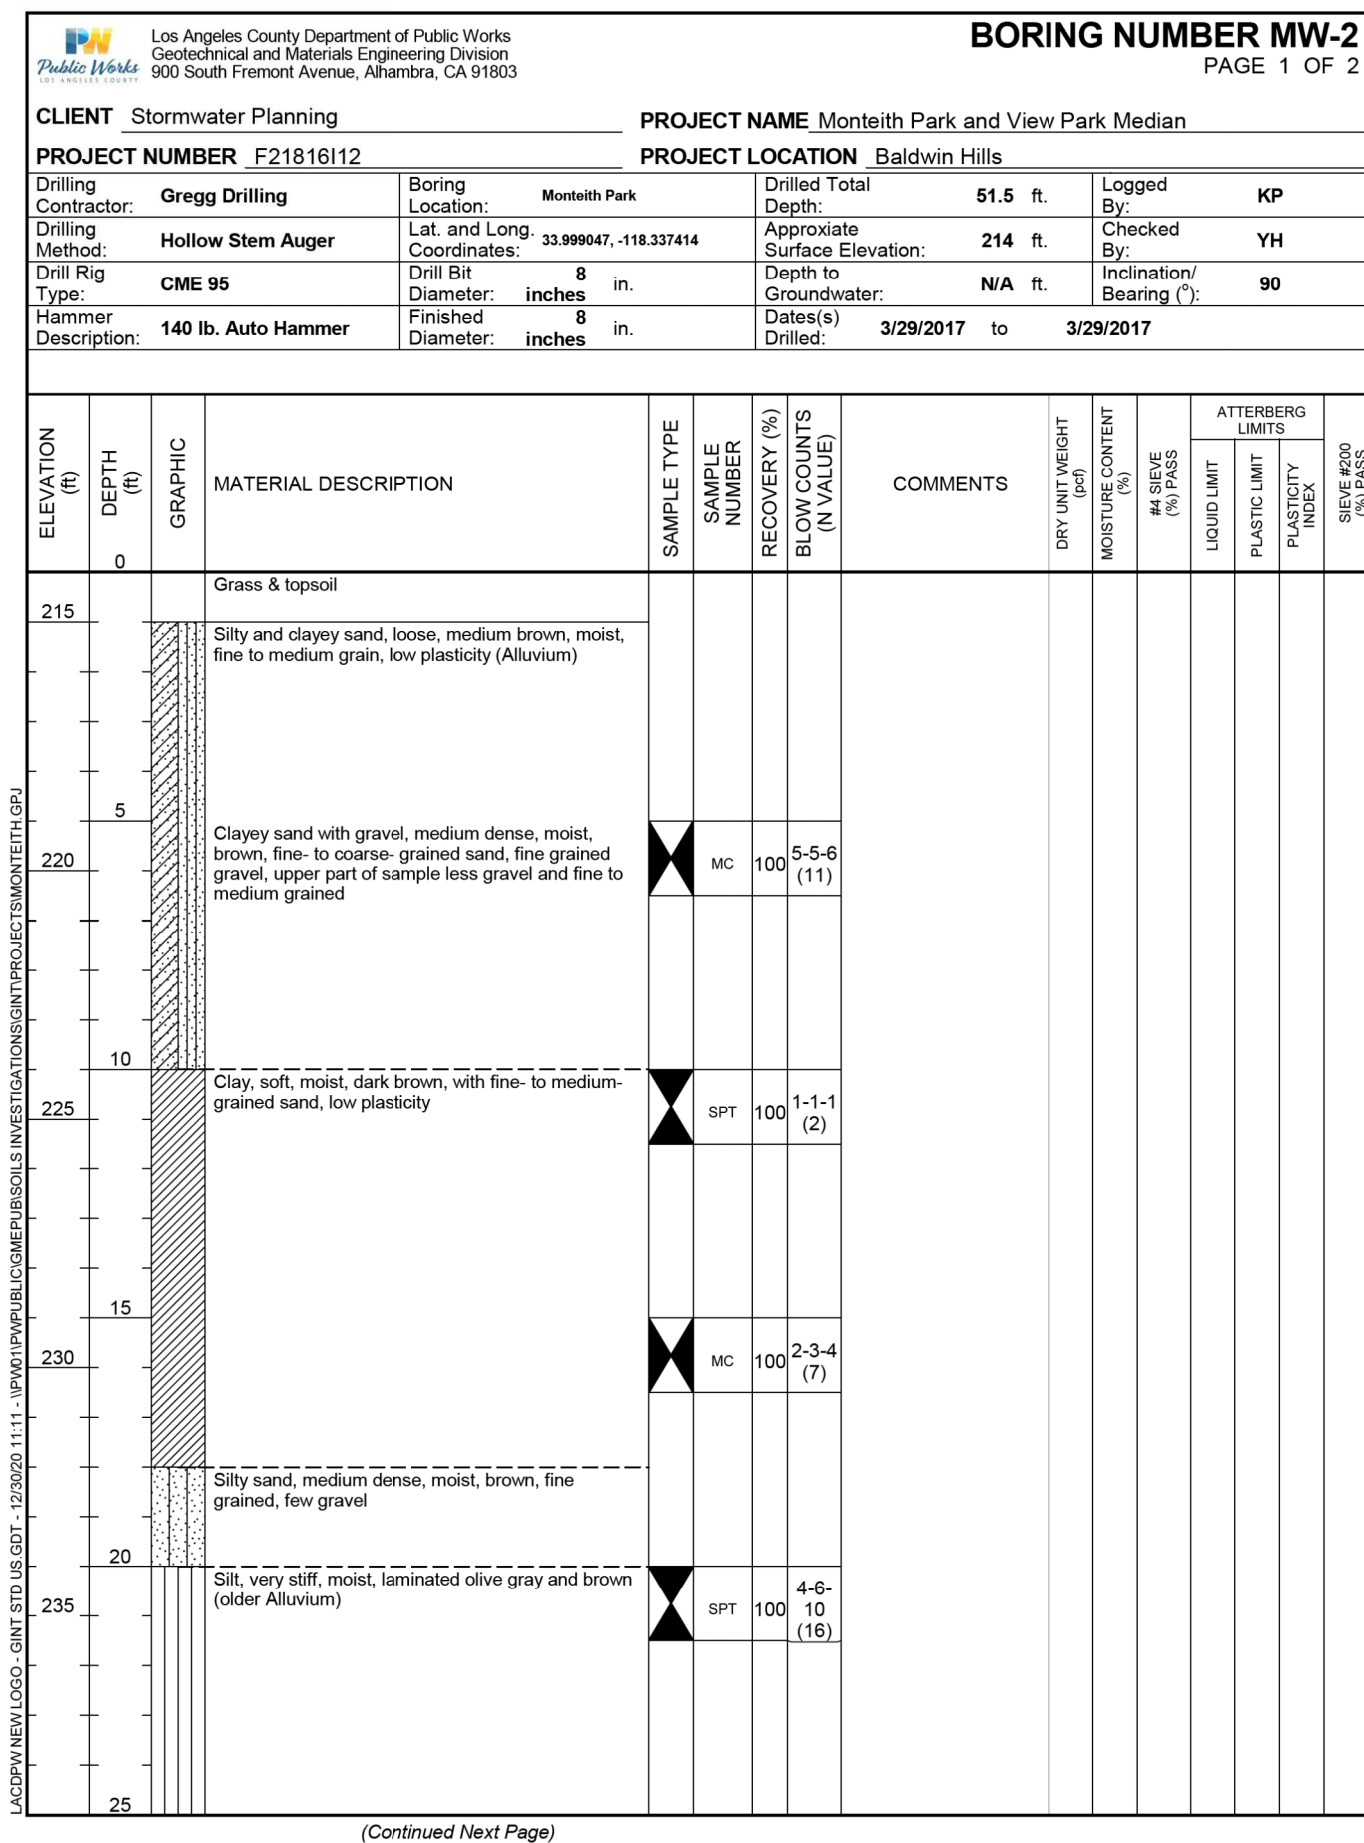 PW
Public Works
LOS ANGELES COUNTY
Los Angeles County Department of Public Works
Geotechnical and Materials Engineering Division
900 South Fremont Avenue, Alhambra, CA 91803
BORING NUMBER MW-2
PAGE 1 OF 2
CLIENT Stormwater Planning
PROJECT NAME Monteith Park and View Park Median
PROJECT NUMBER F21816I12
PROJECT LOCATION Baldwin Hills
Drilling
Contractor: Gregg Drilling
Boring
Location: Monteith Park
Drilled Total
Depth: 51.5 ft.
Logged
By: KP
Drilling
Method: Hollow Stem Auger
Lat. and Long.
Coordinates: 33.999047, -118.337414
Approxiate
Surface Elevation: 214 ft.
Checked
By: YH
Drill Rig
Type: CME 95
Drill Bit
Diameter: 8
inches in.
Depth to
Groundwater: N/A ft.
Inclination/
Bearing (°): 90
Hammer
Description: 140 lb. Auto Hammer
Finished
Diameter: 8
inches in.
Dates(s)
Drilled: 3/29/2017 to 3/29/2017
ELEVATION
(ft)
DEPTH
(ft)
0
GRAPHIC
MATERIAL DESCRIPTION
SAMPLE TYPE
SAMPLE
NUMBER
RECOVERY (%)
BLOW COUNTS
(N VALUE)
COMMENTS
DRY UNIT WEIGHT
(pcf)
MOISTURE CONTENT
(%)
#4 SIEVE
(%) PASS
ATTERBERG
LIMITS
LIQUID LIMIT
PLASTIC LIMIT
PLASTICITY
INDEX
SIEVE #200
(%) PASS
Grass & topsoil
215
Silty and clayey sand, loose, medium brown, moist,
fine to medium grain, low plasticity (Alluvium)
5
Clayey sand with gravel, medium dense, moist,
brown, fine- to coarse- grained sand, fine grained
gravel, upper part of sample less gravel and fine to
medium grained
220
MC 100 5-5-6
(11)
10
Clay, soft, moist, dark brown, with fine- to medium-
grained sand, low plasticity
225
SPT 100 1-1-1
(2)
15
230
MC 100 2-3-4
(7)
Silty sand, medium dense, moist, brown, fine
grained, few gravel
20
Silt, very stiff, moist, laminated olive gray and brown
(older Alluvium)
235
SPT 100 4-6-
10
(16)
25
(Continued Next Page)
LACDPW NEW LOGO - GINT STD US.GDT - 12/30/20 11:11 - \\PW01\PWPUBLIC\GMEPUB\SOILS INVESTIGATIONS\GINT\PROJECTS\MONTEITH.GPJ